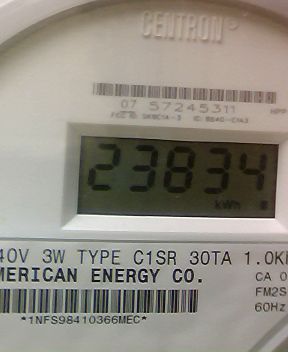 CENTRON®
07 57245311
23834
kWh
40V 3W TYPE C1SR 30TA 1.0K
MERICAN ENERGY CO.
CA 0
FM2S
60Hz
*1NFS98410366MEC*